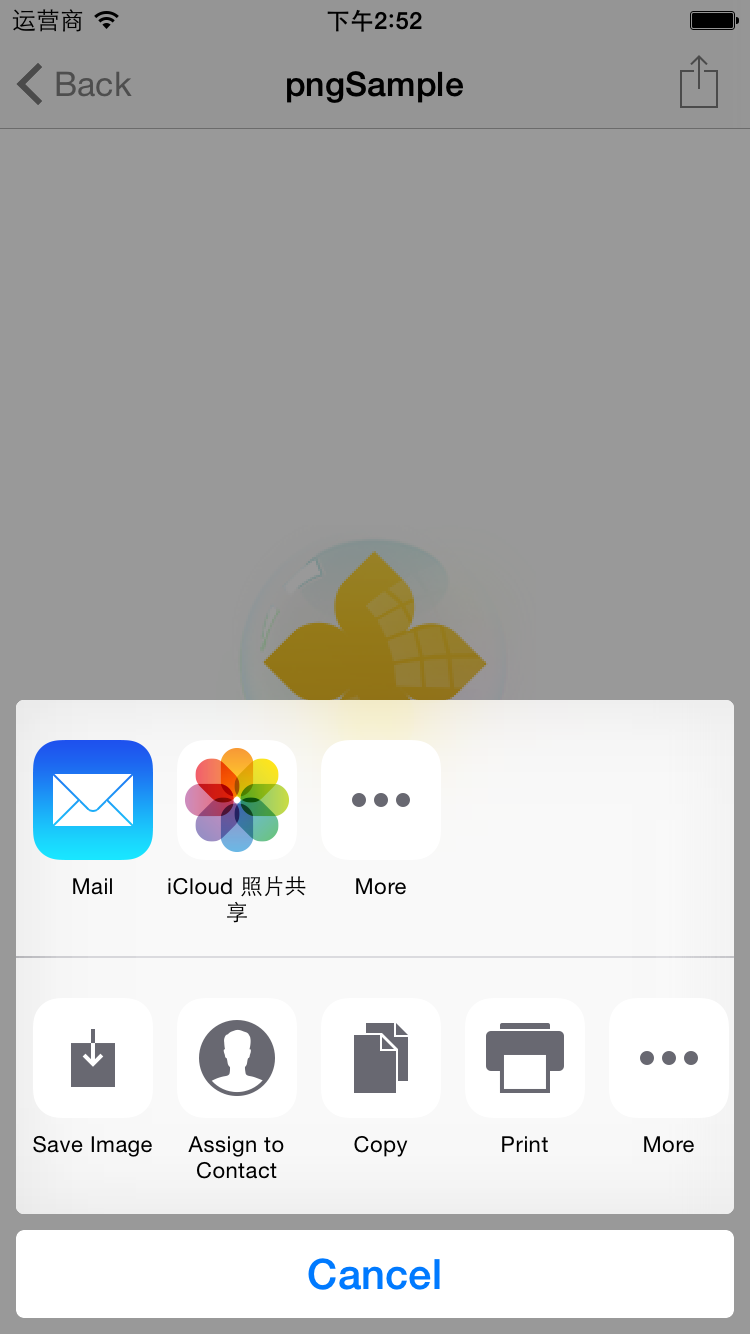 运营商
下午2:52
Back
pngSample
Mail
iCloud 照片共
享
More
Save Image
Assign to
Contact
Copy
Print
More
Cancel